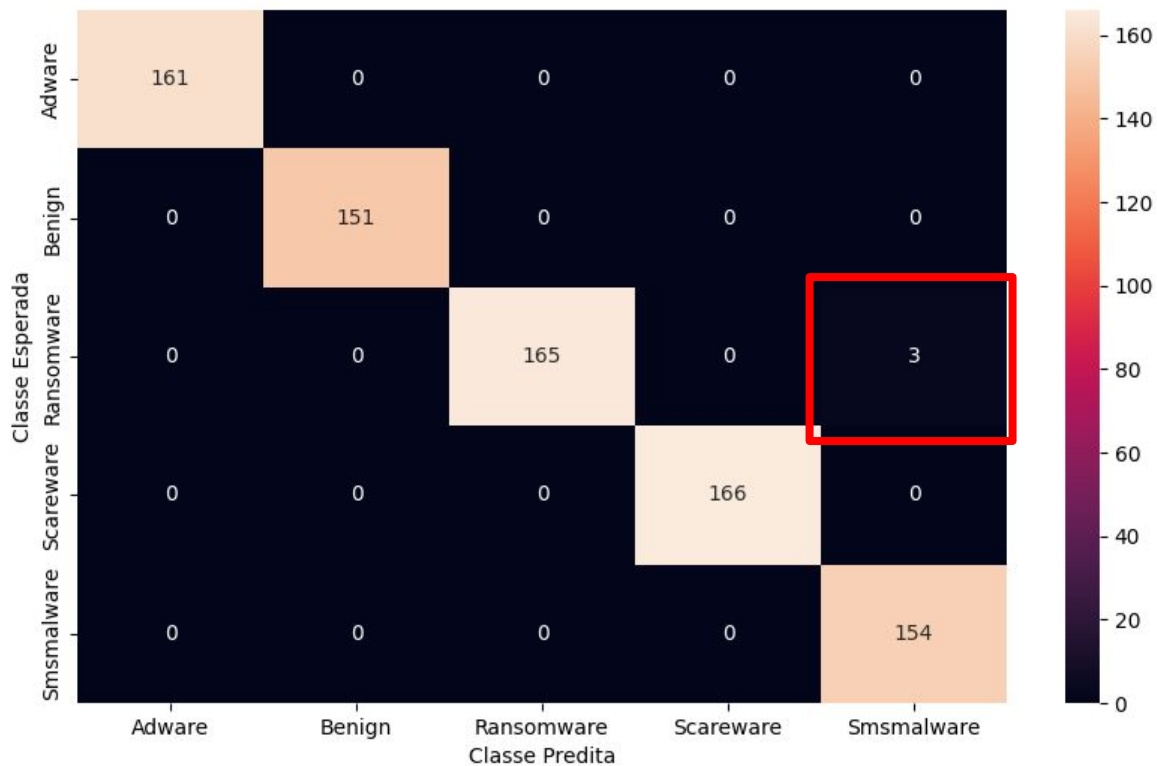 Classe Esperada
Adware
161 0 0 0 0
Benign
0 151 0 0 0
Ransomware
0 0 165 0 3
Scareware
0 0 0 166 0
Smsmalware
0 0 0 0 154
Adware Benign Ransomware Scareware Smsmalware
Classe Predita
160
140
120
100
80
60
40
20
0